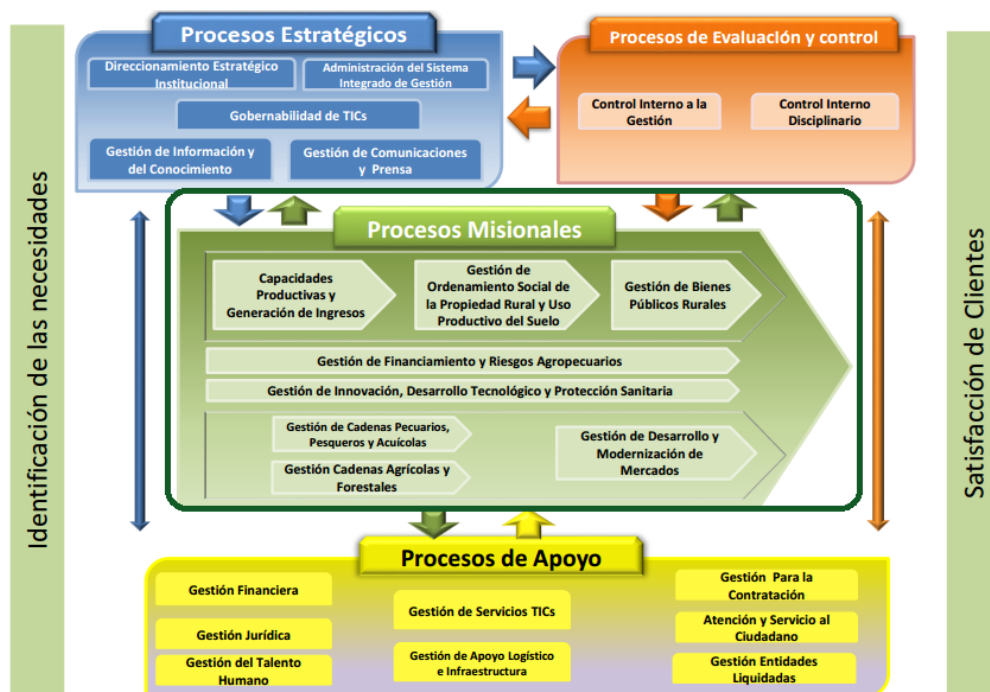 Identificación de las necesidades
Procesos Estratégicos
Direccionamiento Estratégico
Institucional
Administración del Sistema
Integrado de Gestión
Gobernabilidad de TICs
Gestión de Información y
del Conocimiento
Gestión de Comunicaciones
y Prensa
Procesos de Evaluación y control
Control Interno a la
Gestión
Control Interno
Disciplinario
Procesos Misionales
Capacidades
Productivas y
Generación de Ingresos
Gestión de
Ordenamiento Social de
la Propiedad Rural y Uso
Productivo del Suelo
Gestión de Bienes
Públicos Rurales
Gestión de Financiamiento y Riesgos Agropecuarios
Gestión de Innovación, Desarrollo Tecnológico y Protección Sanitaria
Gestión de Cadenas Pecuarios,
Pesqueros y Acuícolas
Gestión Cadenas Agrícolas y
Forestales
Gestión de Desarrollo y
Modernización de
Mercados
Procesos de Apoyo
Gestión Financiera
Gestión Jurídica
Gestión del Talento
Humano
Gestión de Servicios TICs
Gestión de Apoyo Logístico
e Infraestructura
Gestión Para la
Contratación
Atención y Servicio al
Ciudadano
Gestión Entidades
Liquidadas
Satisfacción de Clientes